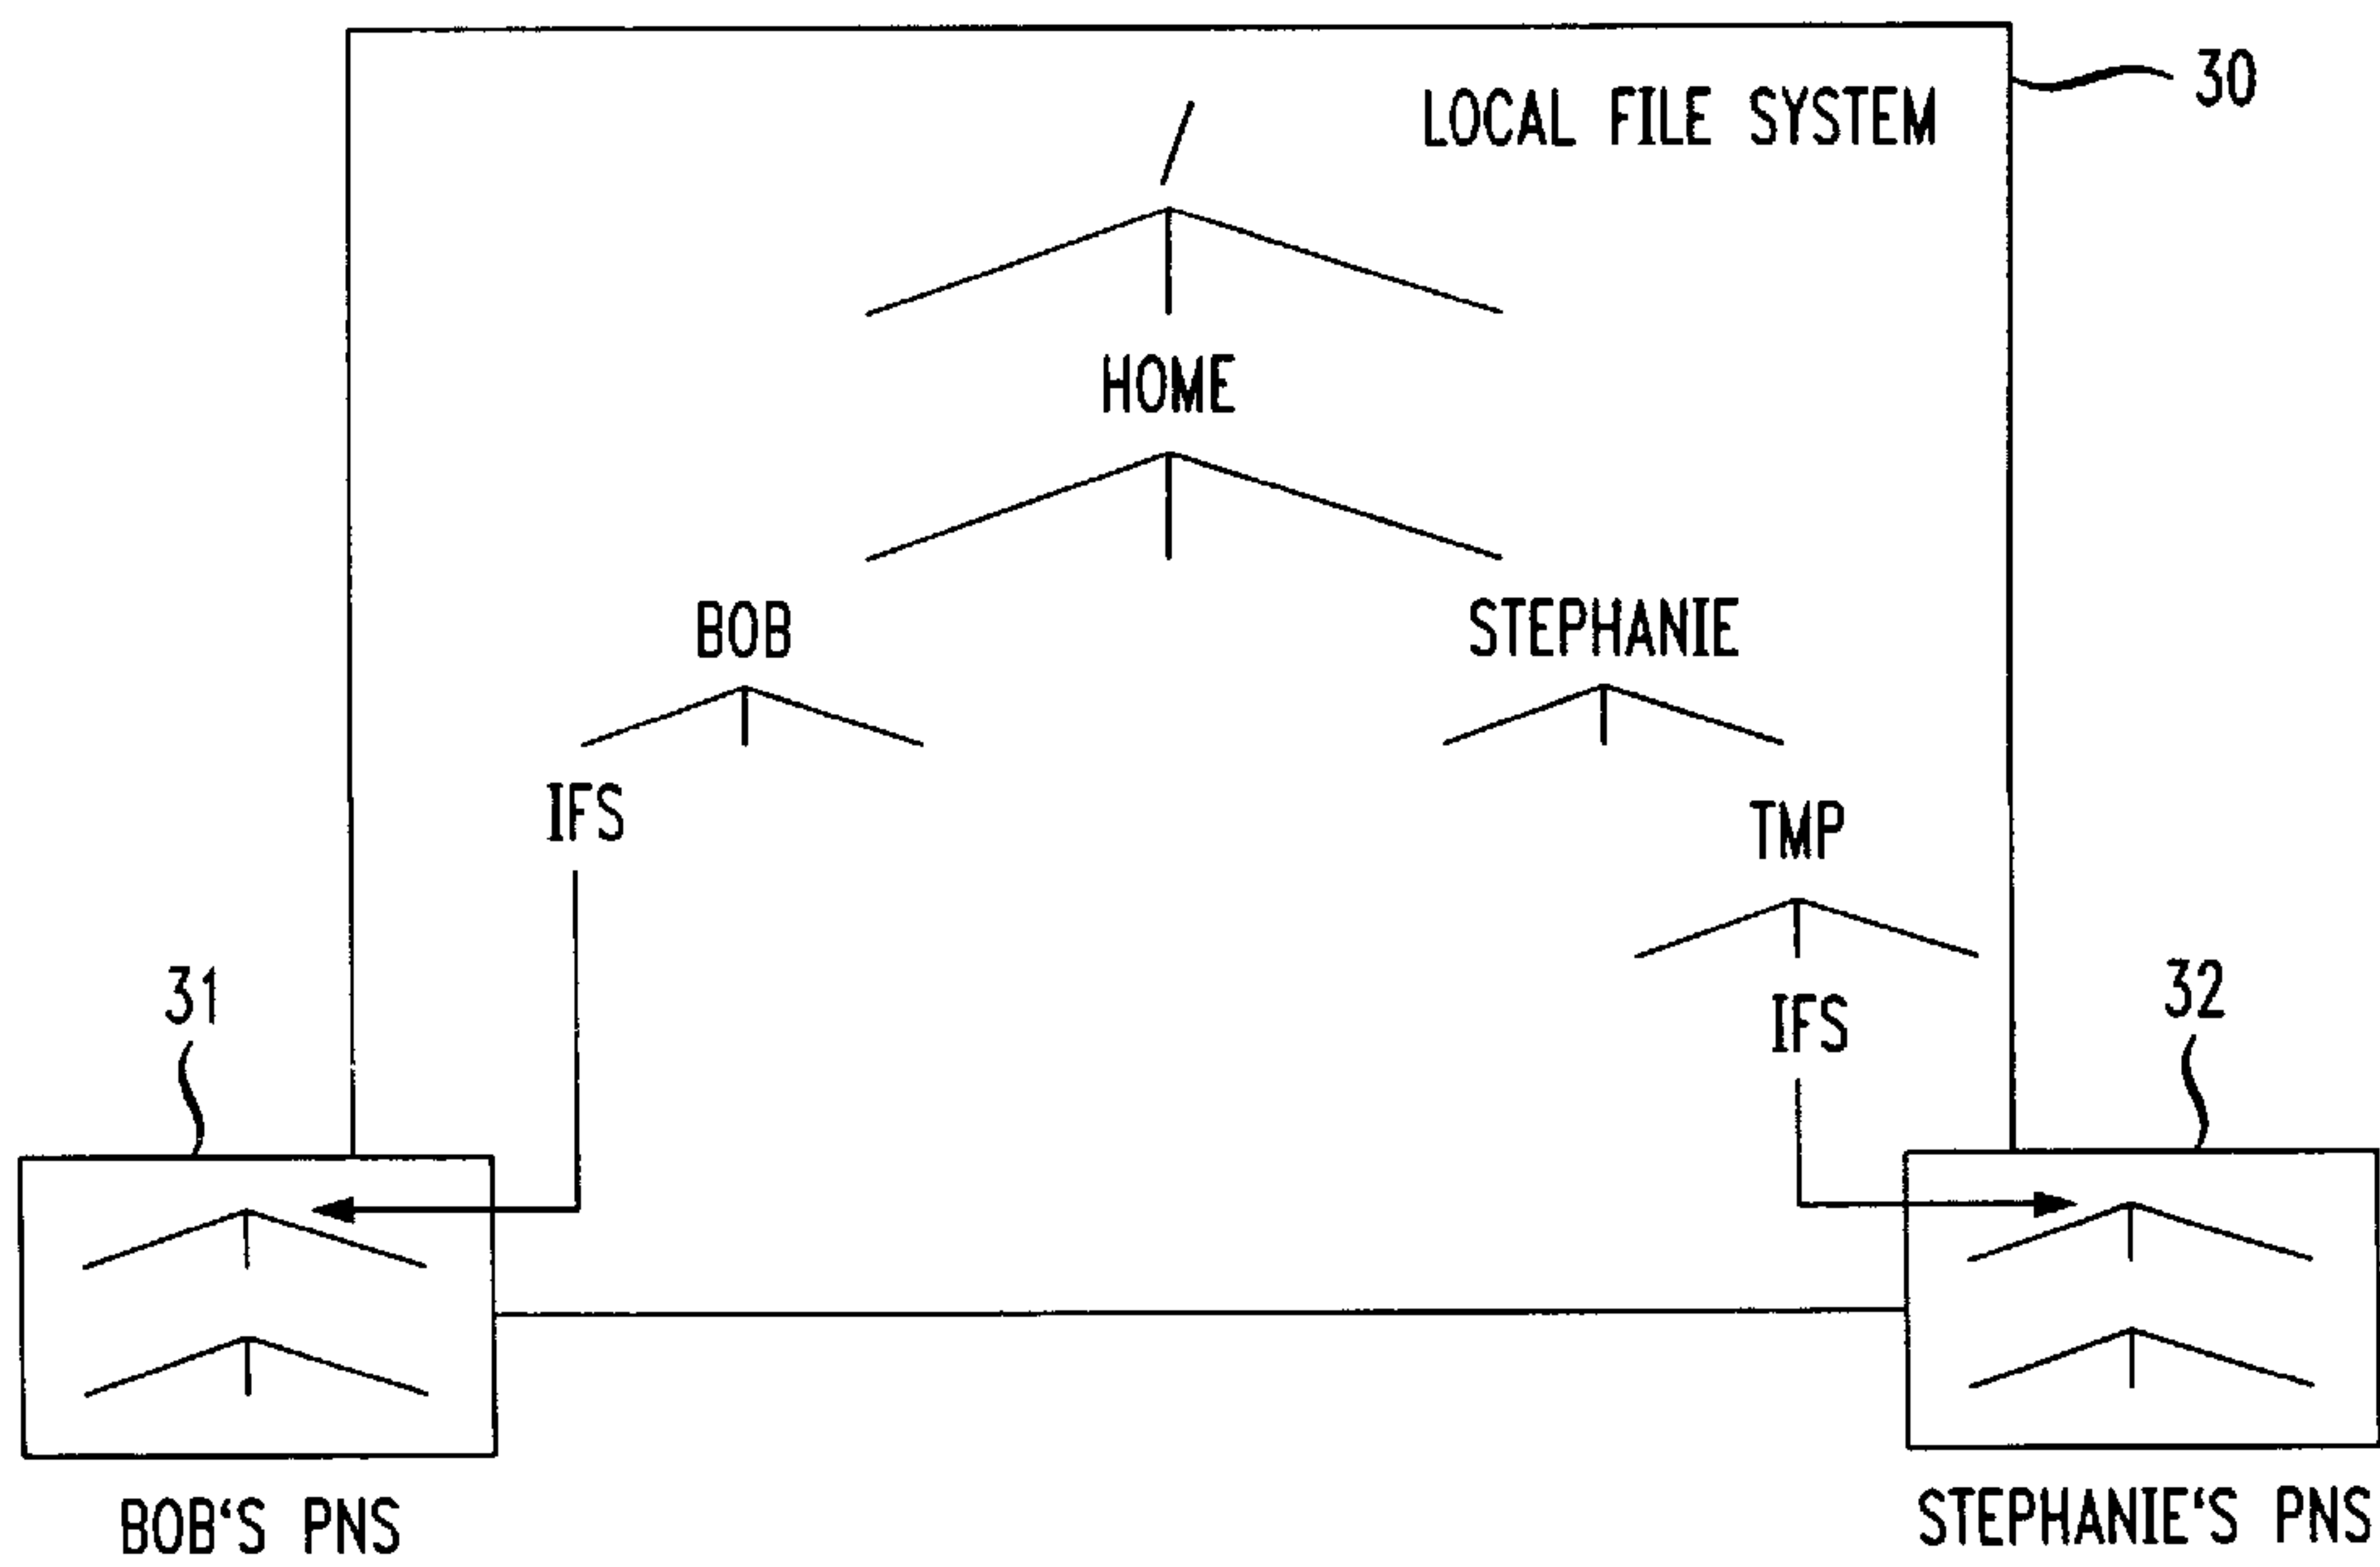 30
LOCAL FILE SYSTEM
/
HOME
BOB
STEPHANIE
IFS
TMP
31
32
IFS
BOB‘S PNS
STEPHANIE‘S PNS